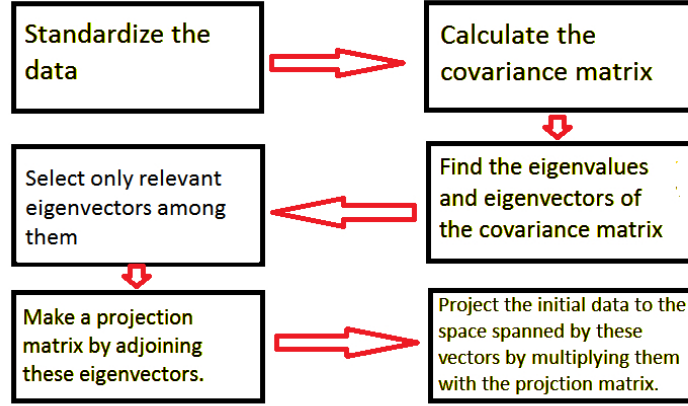 Standardize the
data
Calculate the
covariance matrix
Find the eigenvalues
and eigenvectors of
the covariance matrix
Select only relevant
eigenvectors among
them
Make a projection
matrix by adjoining
these eigenvectors.
Project the initial data to the
space spanned by these
vectors by multiplying them
with the projction matrix.